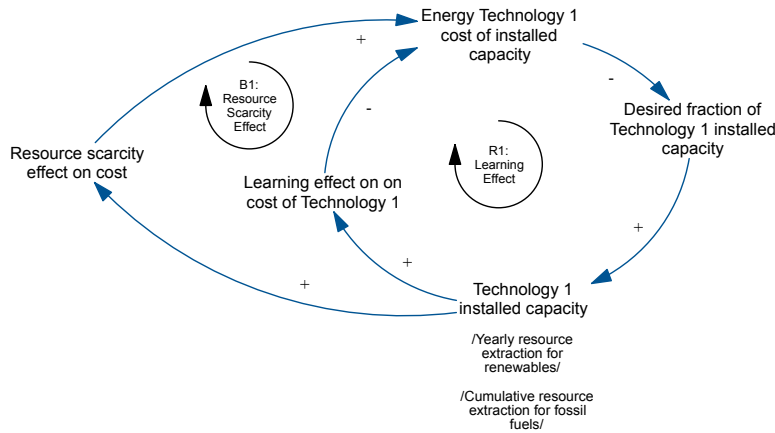 Energy Technology 1
cost of installed
capacity
+
-
B1:
Resource
Scarcity
Effect
-
Desired fraction of
Technology 1 installed
capacity
Resource scarcity
effect on cost
R1:
Learning
Effect
Learning effect on on
cost of Technology 1
+
+
+
Technology 1
installed capacity
/Yearly resource
extraction for
renewables/
/Cumulative resource
extraction for fossil
fuels/